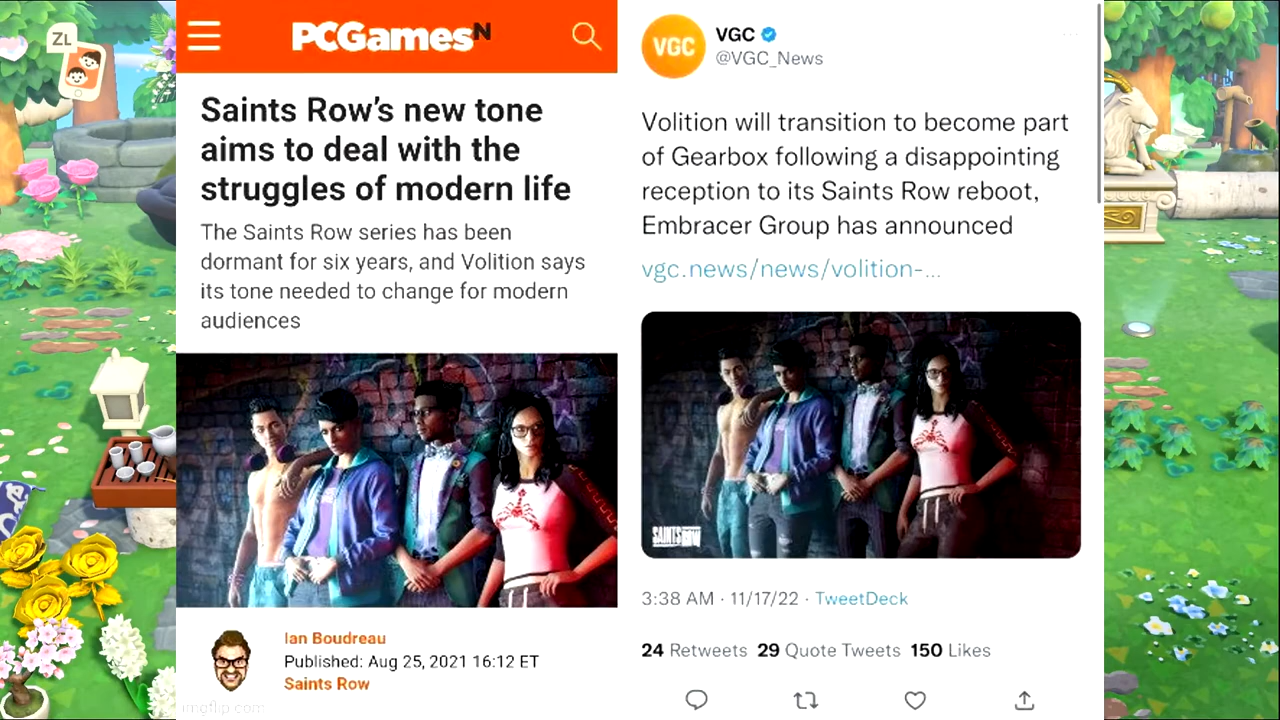 ZL
PCGamesN
Saints Row's new tone
aims to deal with the
struggles of modern life
The Saints Row series has been
dormant for six years, and Volition says
its tone needed to change for modern
audiences
Ian Boudreau
Published: Aug 25, 2021 16:12 ET
Saints Row
imgflip.com
VGC
VGC
@VGC_News
Volition will transition to become part
of Gearbox following a disappointing
reception to its Saints Row reboot,
Embracer Group has announced
vgc.news/news/volition-...
SAINTS ROW
3:38 AM · 11/17/22 · TweetDeck
24 Retweets 29 Quote Tweets 150 Likes